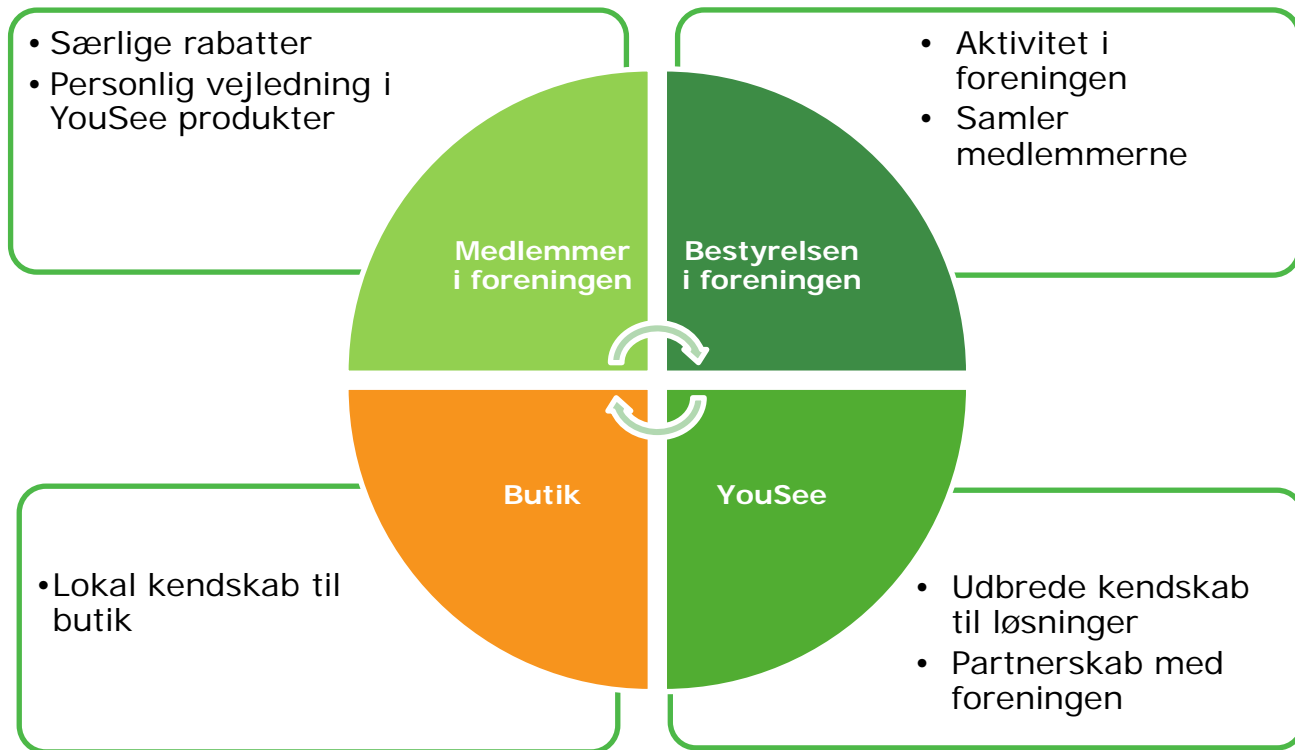 • Særlige rabatter
• Personlig vejledning i
YouSee produkter
• Aktivitet i
foreningen
• Samler
medlemmerne
Medlemmer
i foreningen
Bestyrelsen
i foreningen
Butik
YouSee
•Lokal kendskab til
butik
• Udbrede kendskab
til løsninger
• Partnerskab med
foreningen